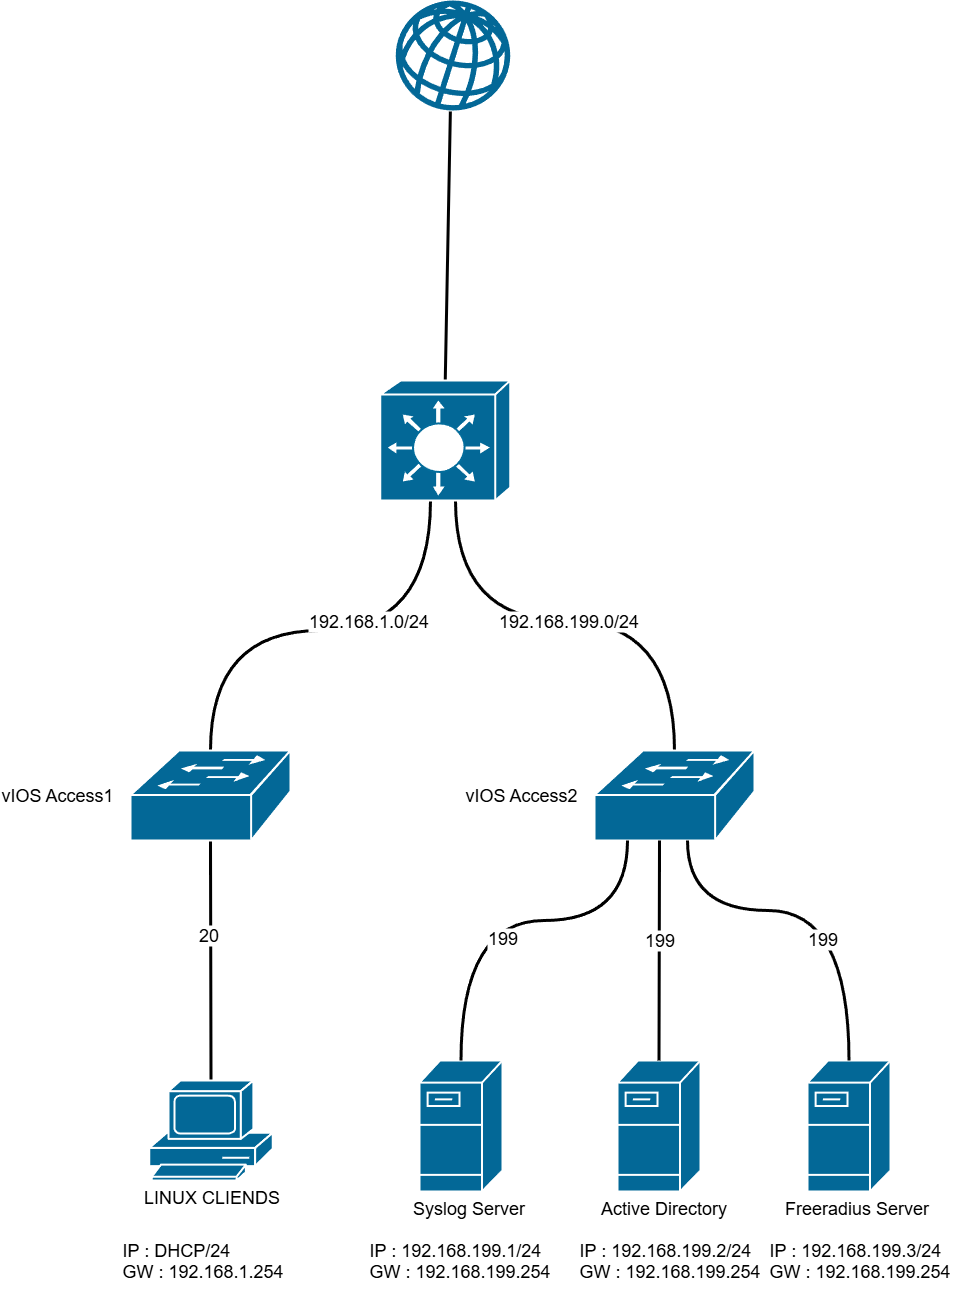 192.168.1.0/24
192.168.199.0/24
vIOS Access1
vIOS Access2
20
199
199
199
LINUX CLIENDS
Syslog Server
Active Directory
Freeradius Server
IP : DHCP/24
GW : 192.168.1.254
IP : 192.168.199.1/24
GW : 192.168.199.254
IP : 192.168.199.2/24
GW : 192.168.199.254
IP : 192.168.199.3/24
GW : 192.168.199.254